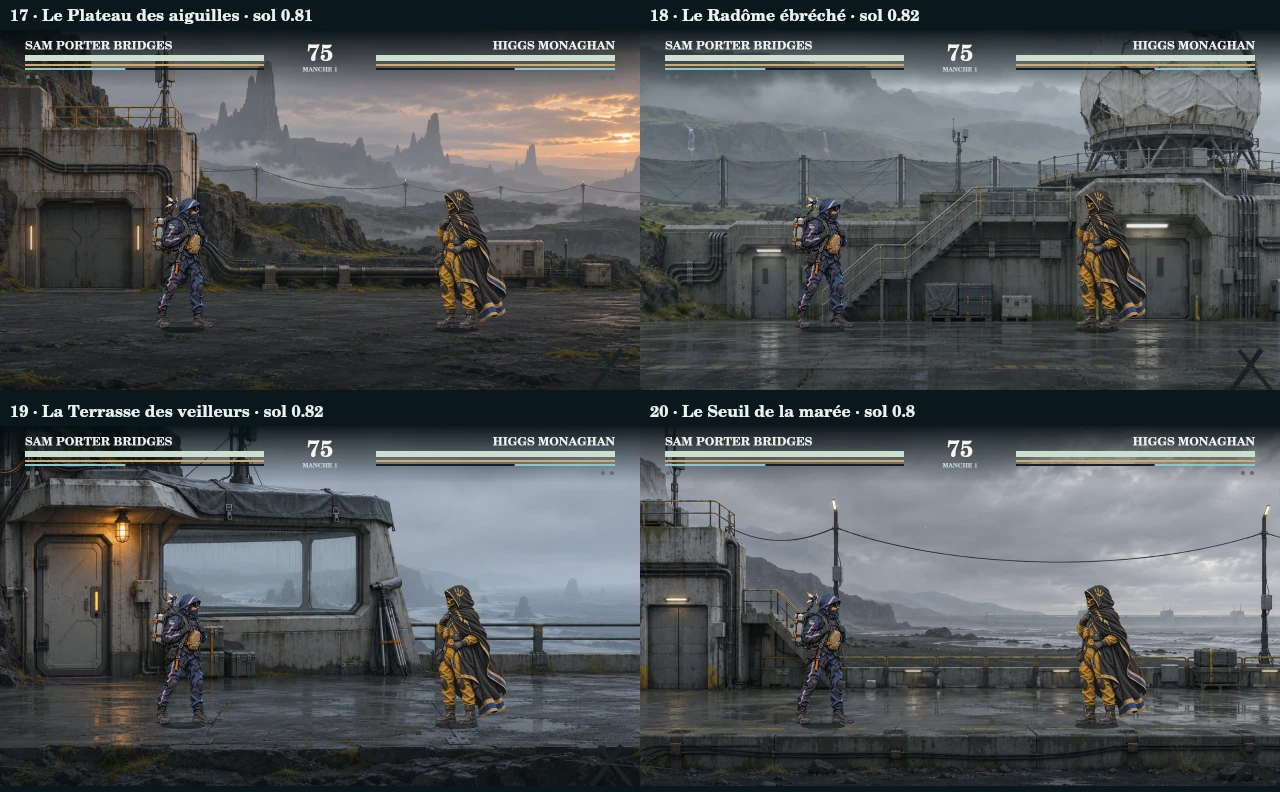 17 · Le Plateau des aiguilles · sol 0.81
SAM PORTER BRIDGES
75
MANCHE 1
HIGGS MONAGHAN
18 · Le Radôme ébréché · sol 0.82
SAM PORTER BRIDGES
75
MANCHE 1
HIGGS MONAGHAN
19 · La Terrasse des veilleurs · sol 0.82
SAM PORTER BRIDGES
75
MANCHE 1
HIGGS MONAGHAN
20 · Le Seuil de la marée · sol 0.8
SAM PORTER BRIDGES
75
MANCHE 1
HIGGS MONAGHAN